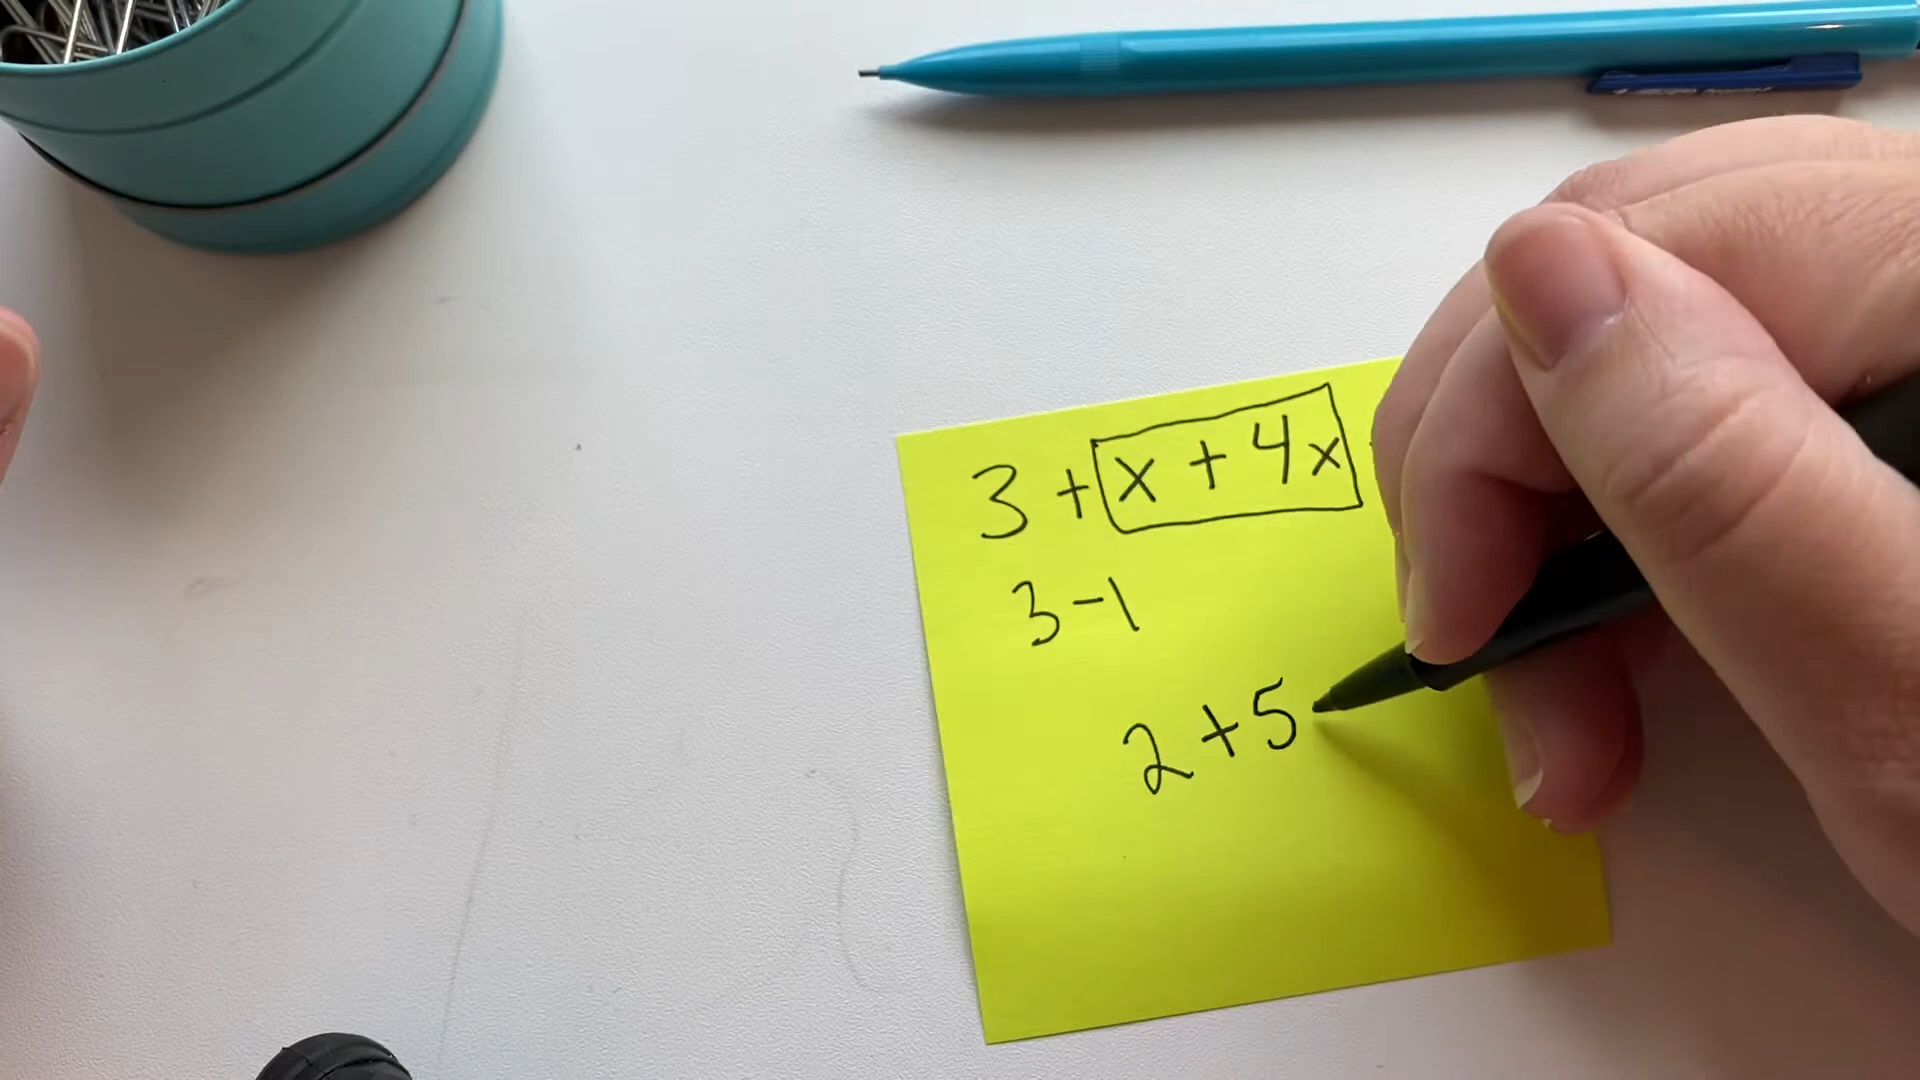 3 + x + 4x
3 - 1
2 + 5